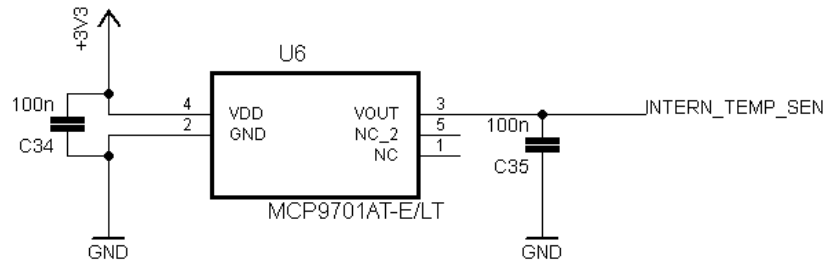 +3V3
U6
100n
C34
4
2
VDD
GND
VOUT
NC_2
NC
3
5
1
100n
C35
INTERN_TEMP_SEN
MCP9701AT-E/LT
GND
GND